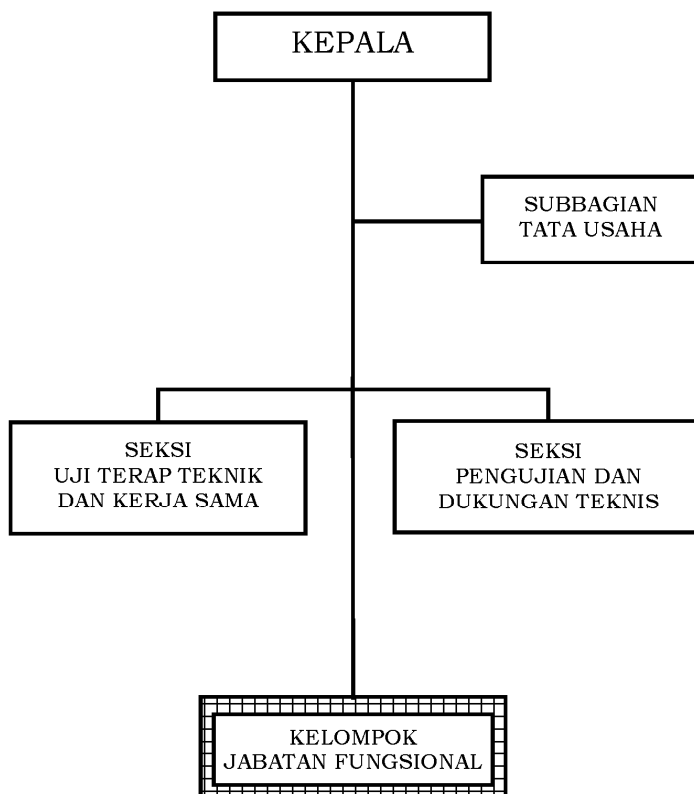 KEPALA
SUBBAGIAN
TATA USAHA
SEKSI
UJI TERAP TEKNIK
DAN KERJA SAMA
SEKSI
PENGUJIAN DAN
DUKUNGAN TEKNIS
KELOMPOK
JABATAN FUNGSIONAL